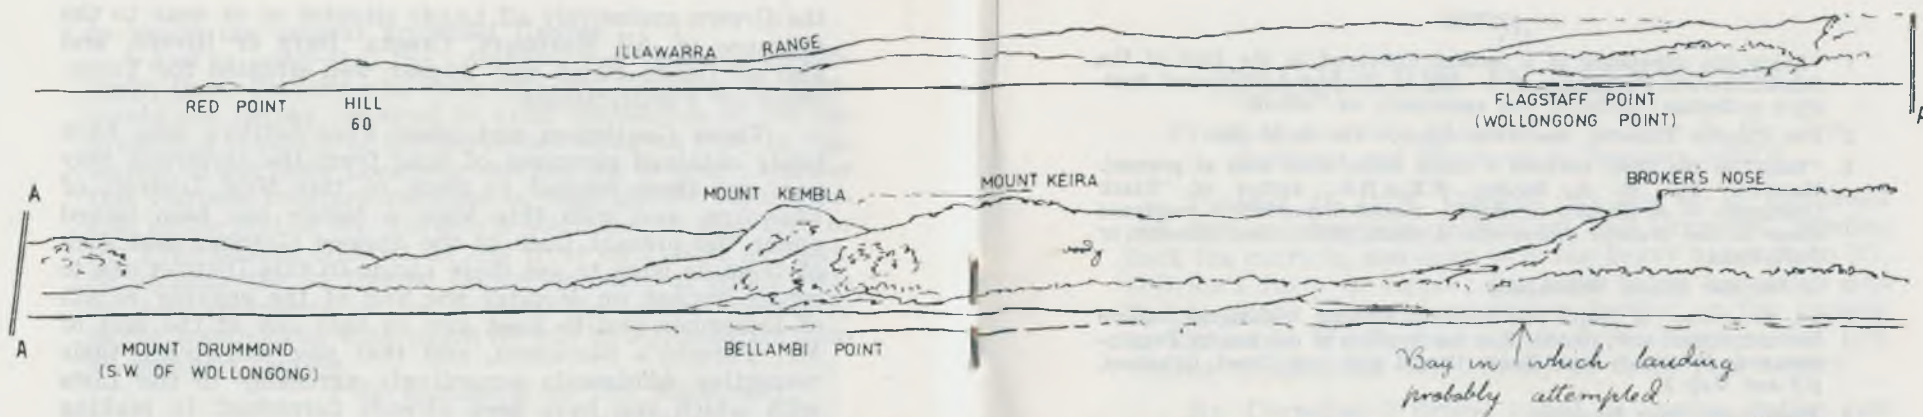 ILLAWARRA RANGE
RED POINT
HILL
60
FLAGSTAFF POINT
(WOLLONGONG POINT)
A
A
MOUNT KEMBLA
MOUNT KEIRA
BROKER'S NOSE
woody
A
MOUNT DRUMMOND
(S.W OF WOLLONGONG)
BELLAMBI POINT
Bay in which landing
probably attempted.